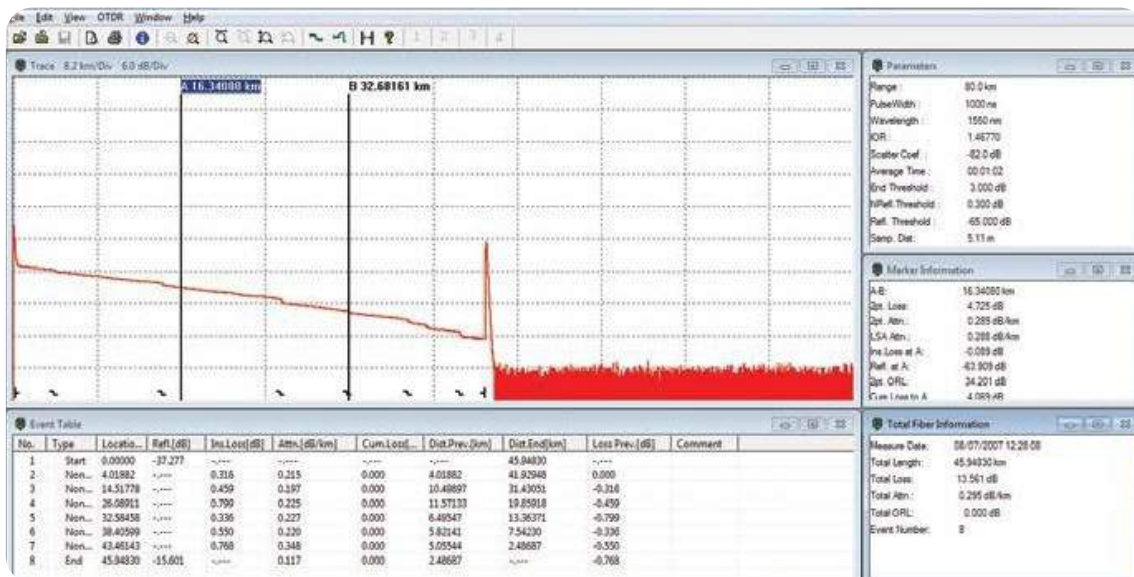 Edit View OTDR Window Help
Trace 8.2 km/Div 6.0 dB/Div
A 16.34080 km
B 32.68161 km
Parameters
Range : 80.0 km
PulseWidth : 1000 ns
Wavelength : 1550 nm
IOR : 1.46770
Scatter Coef. : -82.0 dB
Average Time : 00:01:02
End Threshold : 3.000 dB
NRefl. Threshold : 0.300 dB
Refl. Threshold : -65.000 dB
Samp. Dist: 5.11 m
Marker Information
A-B: 16.34080 km
2pt. Loss: 4.725 dB
2pt. Attn.: 0.289 dB/km
LSA Attn.: 0.288 dB/km
Ins.Loss at A: -0.089 dB
Refl. at A: -63.909 dB
2pt. ORL: 34.201 dB
Cum Loss to A 4.089 dB
Event Table
No. Type Locatio... Refl.[dB] Ins.Loss[dB] Attn.[dB/km] Cum.Loss[... Dist.Prev.[km] Dist.End[km] Loss Prev.[dB] Comment
1 Start 0.00000 -37.277 -.--- -.--- -.--- -.--- 45.94830 -.---
2 Non... 4.01882 -.--- 0.316 0.215 0.000 4.01882 41.92948 0.000
3 Non... 14.51778 -.--- 0.459 0.197 0.000 10.49897 31.43051 -0.316
4 Non... 26.08911 -.--- 0.799 0.225 0.000 11.57133 19.85918 -0.459
5 Non... 32.58458 -.--- 0.336 0.227 0.000 6.49547 13.36371 -0.799
6 Non... 38.40599 -.--- 0.550 0.220 0.000 5.82141 7.54230 -0.336
7 Non... 43.46143 -.--- 0.768 0.348 0.000 5.05544 2.48687 -0.550
8 End 45.94830 -15.601 -.--- 0.117 0.000 2.48687 -.--- -0.768
Total Fiber Information
Measure Date: 08/07/2007 12:28:08
Total Length: 45.94830 km
Total Loss: 13.561 dB
Total Attn : 0.295 dB/km
Total ORL: 0.000 dB
Event Number: 8